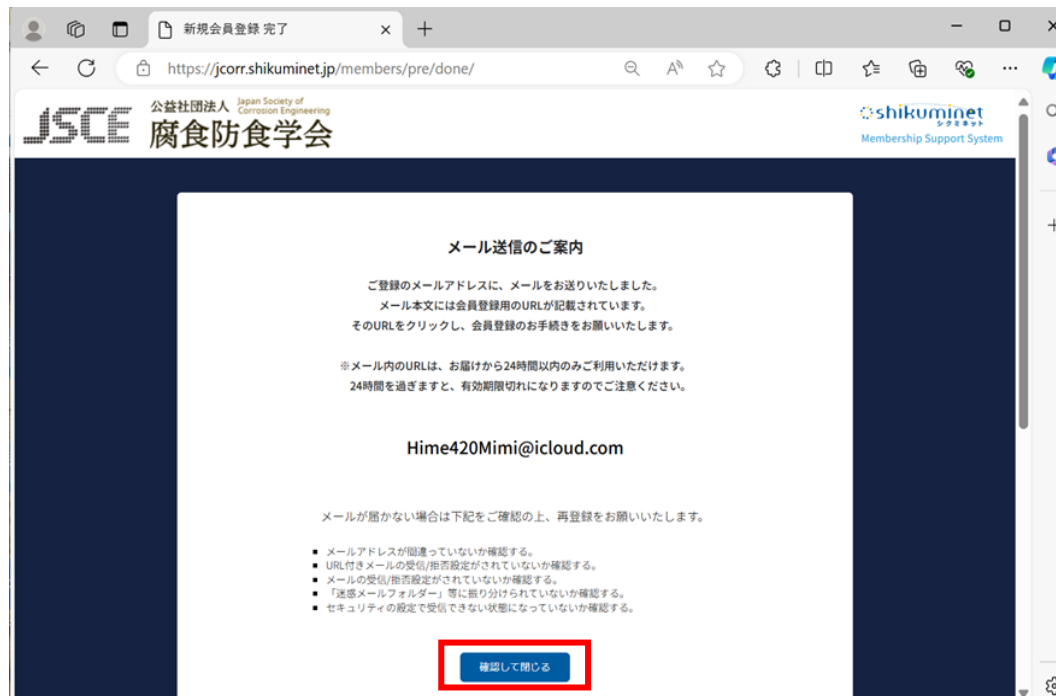 新規会員登録 完了
https://jcorr.shikuminet.jp/members/pre/done/
JSCE 公益社団法人 Japan Society of Corrosion Engineering
腐食防食学会
shikuminet
シクミネット
Membership Support System
メール送信のご案内
ご登録のメールアドレスに、メールをお送りいたしました。
メール本文には会員登録用のURLが記載されています。
そのURLをクリックし、会員登録のお手続きをお願いいたします。
※メール内のURLは、お届けから24時間以内のみご利用いただけます。
24時間を過ぎますと、有効期限切れになりますのでご注意ください。
Hime420Mimi@icloud.com
メールが届かない場合は下記をご確認の上、再登録をお願いいたします。
■ メールアドレスが間違っていないか確認する。
■ URL付きメールの受信/拒否設定がされていないか確認する。
■ メールの受信/拒否設定がされていないか確認する。
■ 「迷惑メールフォルダー」等に振り分けられていないか確認する。
■ セキュリティの設定で受信できない状態になっていないか確認する。
確認して閉じる